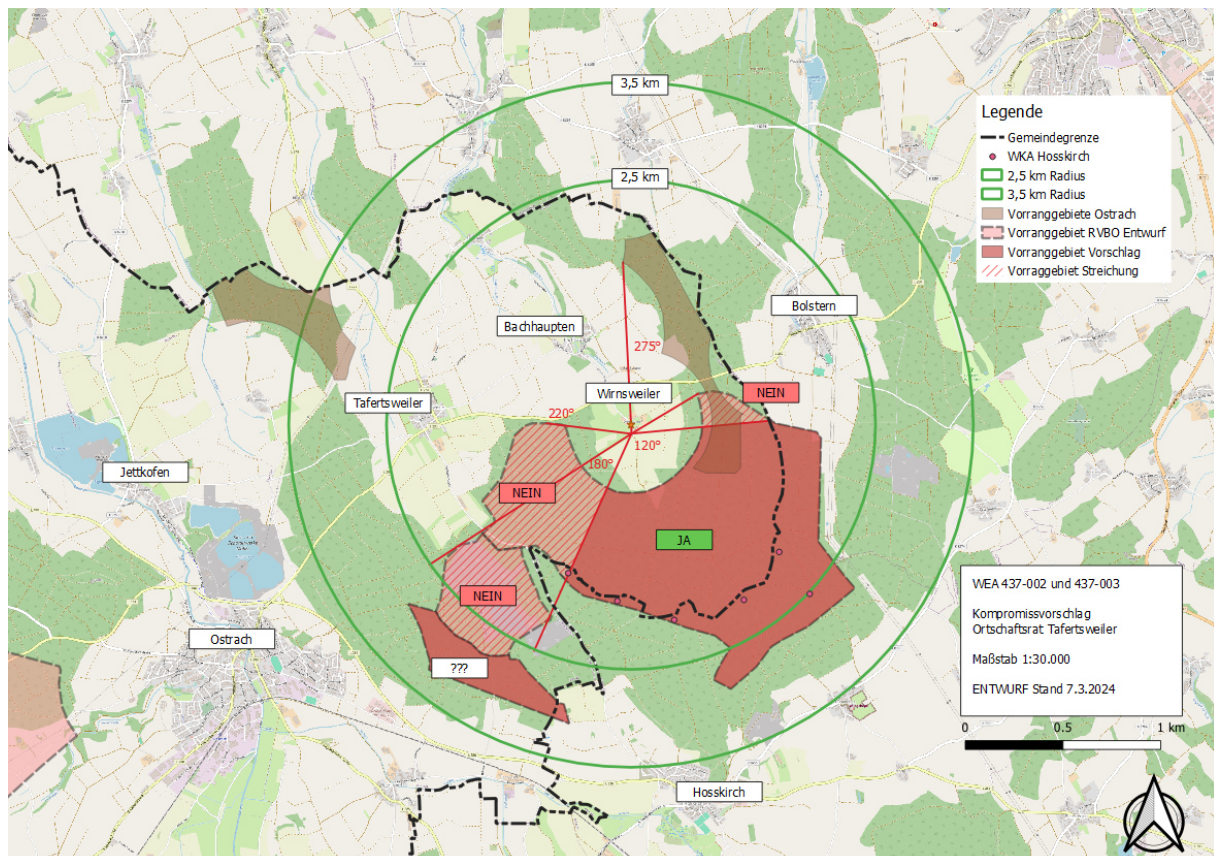 3,5 km
2,5 km
Legende
Gemeindegrenze
WKA Hosskirch
2,5 km Radius
3,5 km Radius
Vorranggebiete Ostrach
Vorranggebiet RVBO Entwurf
Vorranggebiet Vorschlag
Vorraggebiet Streichung
Bolstern
Bachhaupten
275°
Wirnsweiler
NEIN
Tafertsweiler
220°
120°
180°
Jettkofen
NEIN
JA
NEIN
Ostrach
???
Hosskirch
WEA 437-002 und 437-003
Kompromissvorschlag
Ortschaftsrat Tafertsweiler
Maßstab 1:30.000
ENTWURF Stand 7.3.2024
0 0.5 1 km